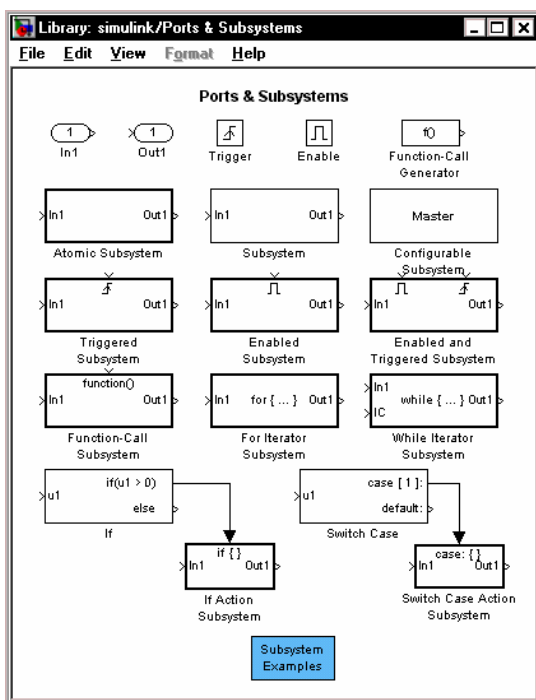 Library: simulink/Ports & Subsystems
File Edit View Format Help
Ports & Subsystems
1 1 f()
In1 Out1 Trigger Enable Function-Call
Generator
In1 Out1 In1 Out1 Master
Atomic Subsystem Subsystem Configurable
Subsystem
In1 Out1 In1 Out1 In1 Out1
Triggered Enabled Enabled and
Subsystem Subsystem Triggered Subsystem
function()
In1 Out1 In1 for { ... } Out1 In1 while { ... } Out1
IC
Function-Call For Iterator While Iterator
Subsystem Subsystem Subsystem
if(u1 > 0) case [ 1 ]:
u1 u1
else default:
If Switch Case
if { } case: { }
In1 Out1 In1 Out1
If Action Switch Case Action
Subsystem Subsystem
Subsystem
Examples